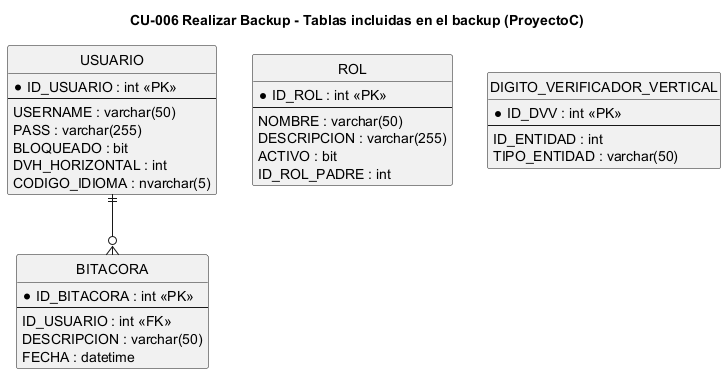 CU-006 Realizar Backup - Tablas incluidas en el backup (ProyectoC)
USUARIO
ID_USUARIO : int «PK»
USERNAME : varchar(50)
PASS : varchar(255)
BLOQUEADO : bit
DVH_HORIZONTAL : int
CODIGO_IDIOMA : nvarchar(5)
ROL
ID_ROL : int «PK»
NOMBRE : varchar(50)
DESCRIPCION : varchar(255)
ACTIVO : bit
ID_ROL_PADRE : int
DIGITO_VERIFICADOR_VERTICAL
ID_DVV : int «PK»
ID_ENTIDAD : int
TIPO_ENTIDAD : varchar(50)
BITACORA
ID_BITACORA : int «PK»
ID_USUARIO : int «FK»
DESCRIPCION : varchar(50)
FECHA : datetime